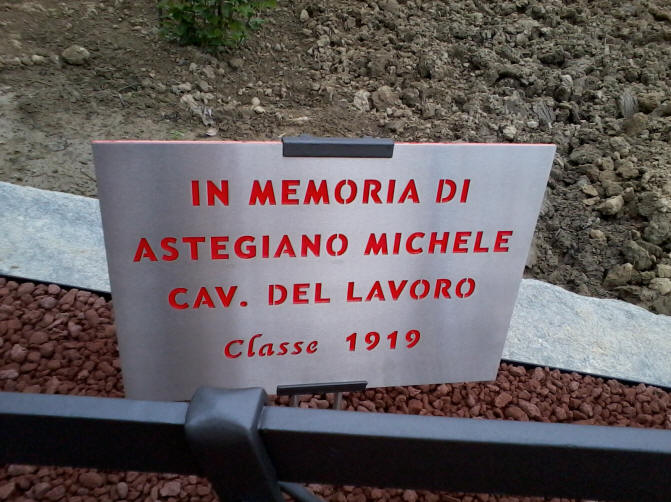 IN MEMORIA DI
ASTEGIANO MICHELE
CAV. DEL LAVORO
Classe 1919